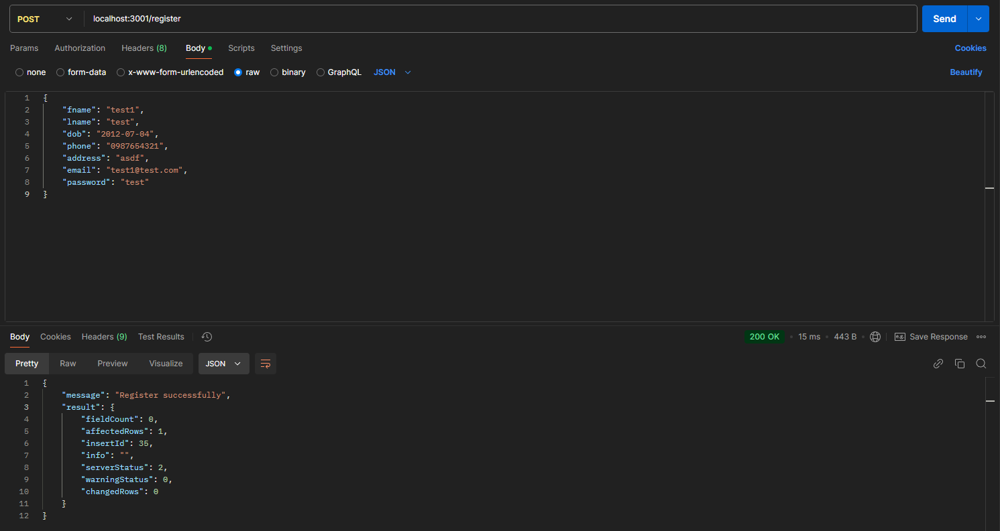 POST localhost:3001/register Send
Params Authorization Headers (8) Body Scripts Settings Cookies
none form-data x-www-form-urlencoded raw binary GraphQL JSON Beautify
1 {
2 "fname": "test1",
3 "lname": "test",
4 "dob": "2012-07-04",
5 "phone": "0987654321",
6 "address": "asdf",
7 "email": "test1@test.com",
8 "password": "test"
9 }
Body Cookies Headers (9) Test Results 200 OK 15 ms 443 B e.g. Save Response
Pretty Raw Preview Visualize JSON
1 {
2 "message": "Register successfully",
3 "result": {
4 "fieldCount": 0,
5 "affectedRows": 1,
6 "insertId": 35,
7 "info": "",
8 "serverStatus": 2,
9 "warningStatus": 0,
10 "changedRows": 0
11 }
12 }